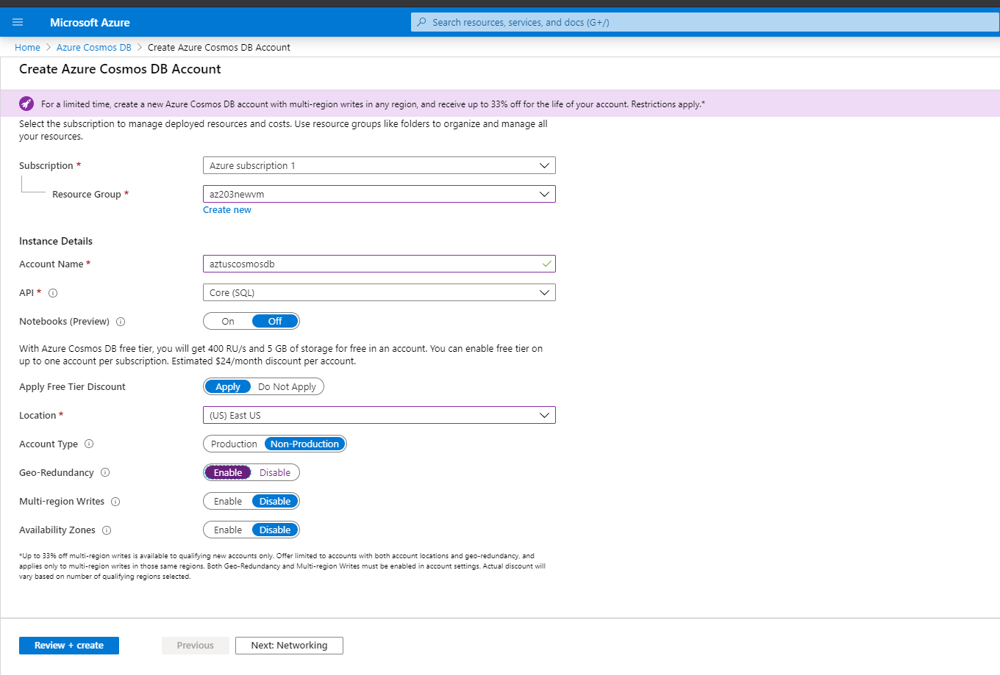 Microsoft Azure
Search resources, services, and docs (G+/)
Home > Azure Cosmos DB > Create Azure Cosmos DB Account
Create Azure Cosmos DB Account
For a limited time, create a new Azure Cosmos DB account with multi-region writes in any region, and receive up to 33% off for the life of your account. Restrictions apply.*
Select the subscription to manage deployed resources and costs. Use resource groups like folders to organize and manage all
your resources.
Subscription * Azure subscription 1
Resource Group * az203newvm
Create new
Instance Details
Account Name * aztuscosmosdb
API * Core (SQL)
Notebooks (Preview) On Off
With Azure Cosmos DB free tier, you will get 400 RU/s and 5 GB of storage for free in an account. You can enable free tier on
up to one account per subscription. Estimated $24/month discount per account.
Apply Free Tier Discount Apply Do Not Apply
Location * (US) East US
Account Type Production Non-Production
Geo-Redundancy Enable Disable
Multi-region Writes Enable Disable
Availability Zones Enable Disable
*Up to 33% off multi-region writes is available to qualifying new accounts only. Offer limited to accounts with both account locations and geo-redundancy, and
applies only to multi-region writes in those same regions. Both Geo-Redundancy and Multi-region Writes must be enabled in account settings. Actual discount will
vary based on number of qualifying regions selected.
Review + create Previous Next: Networking